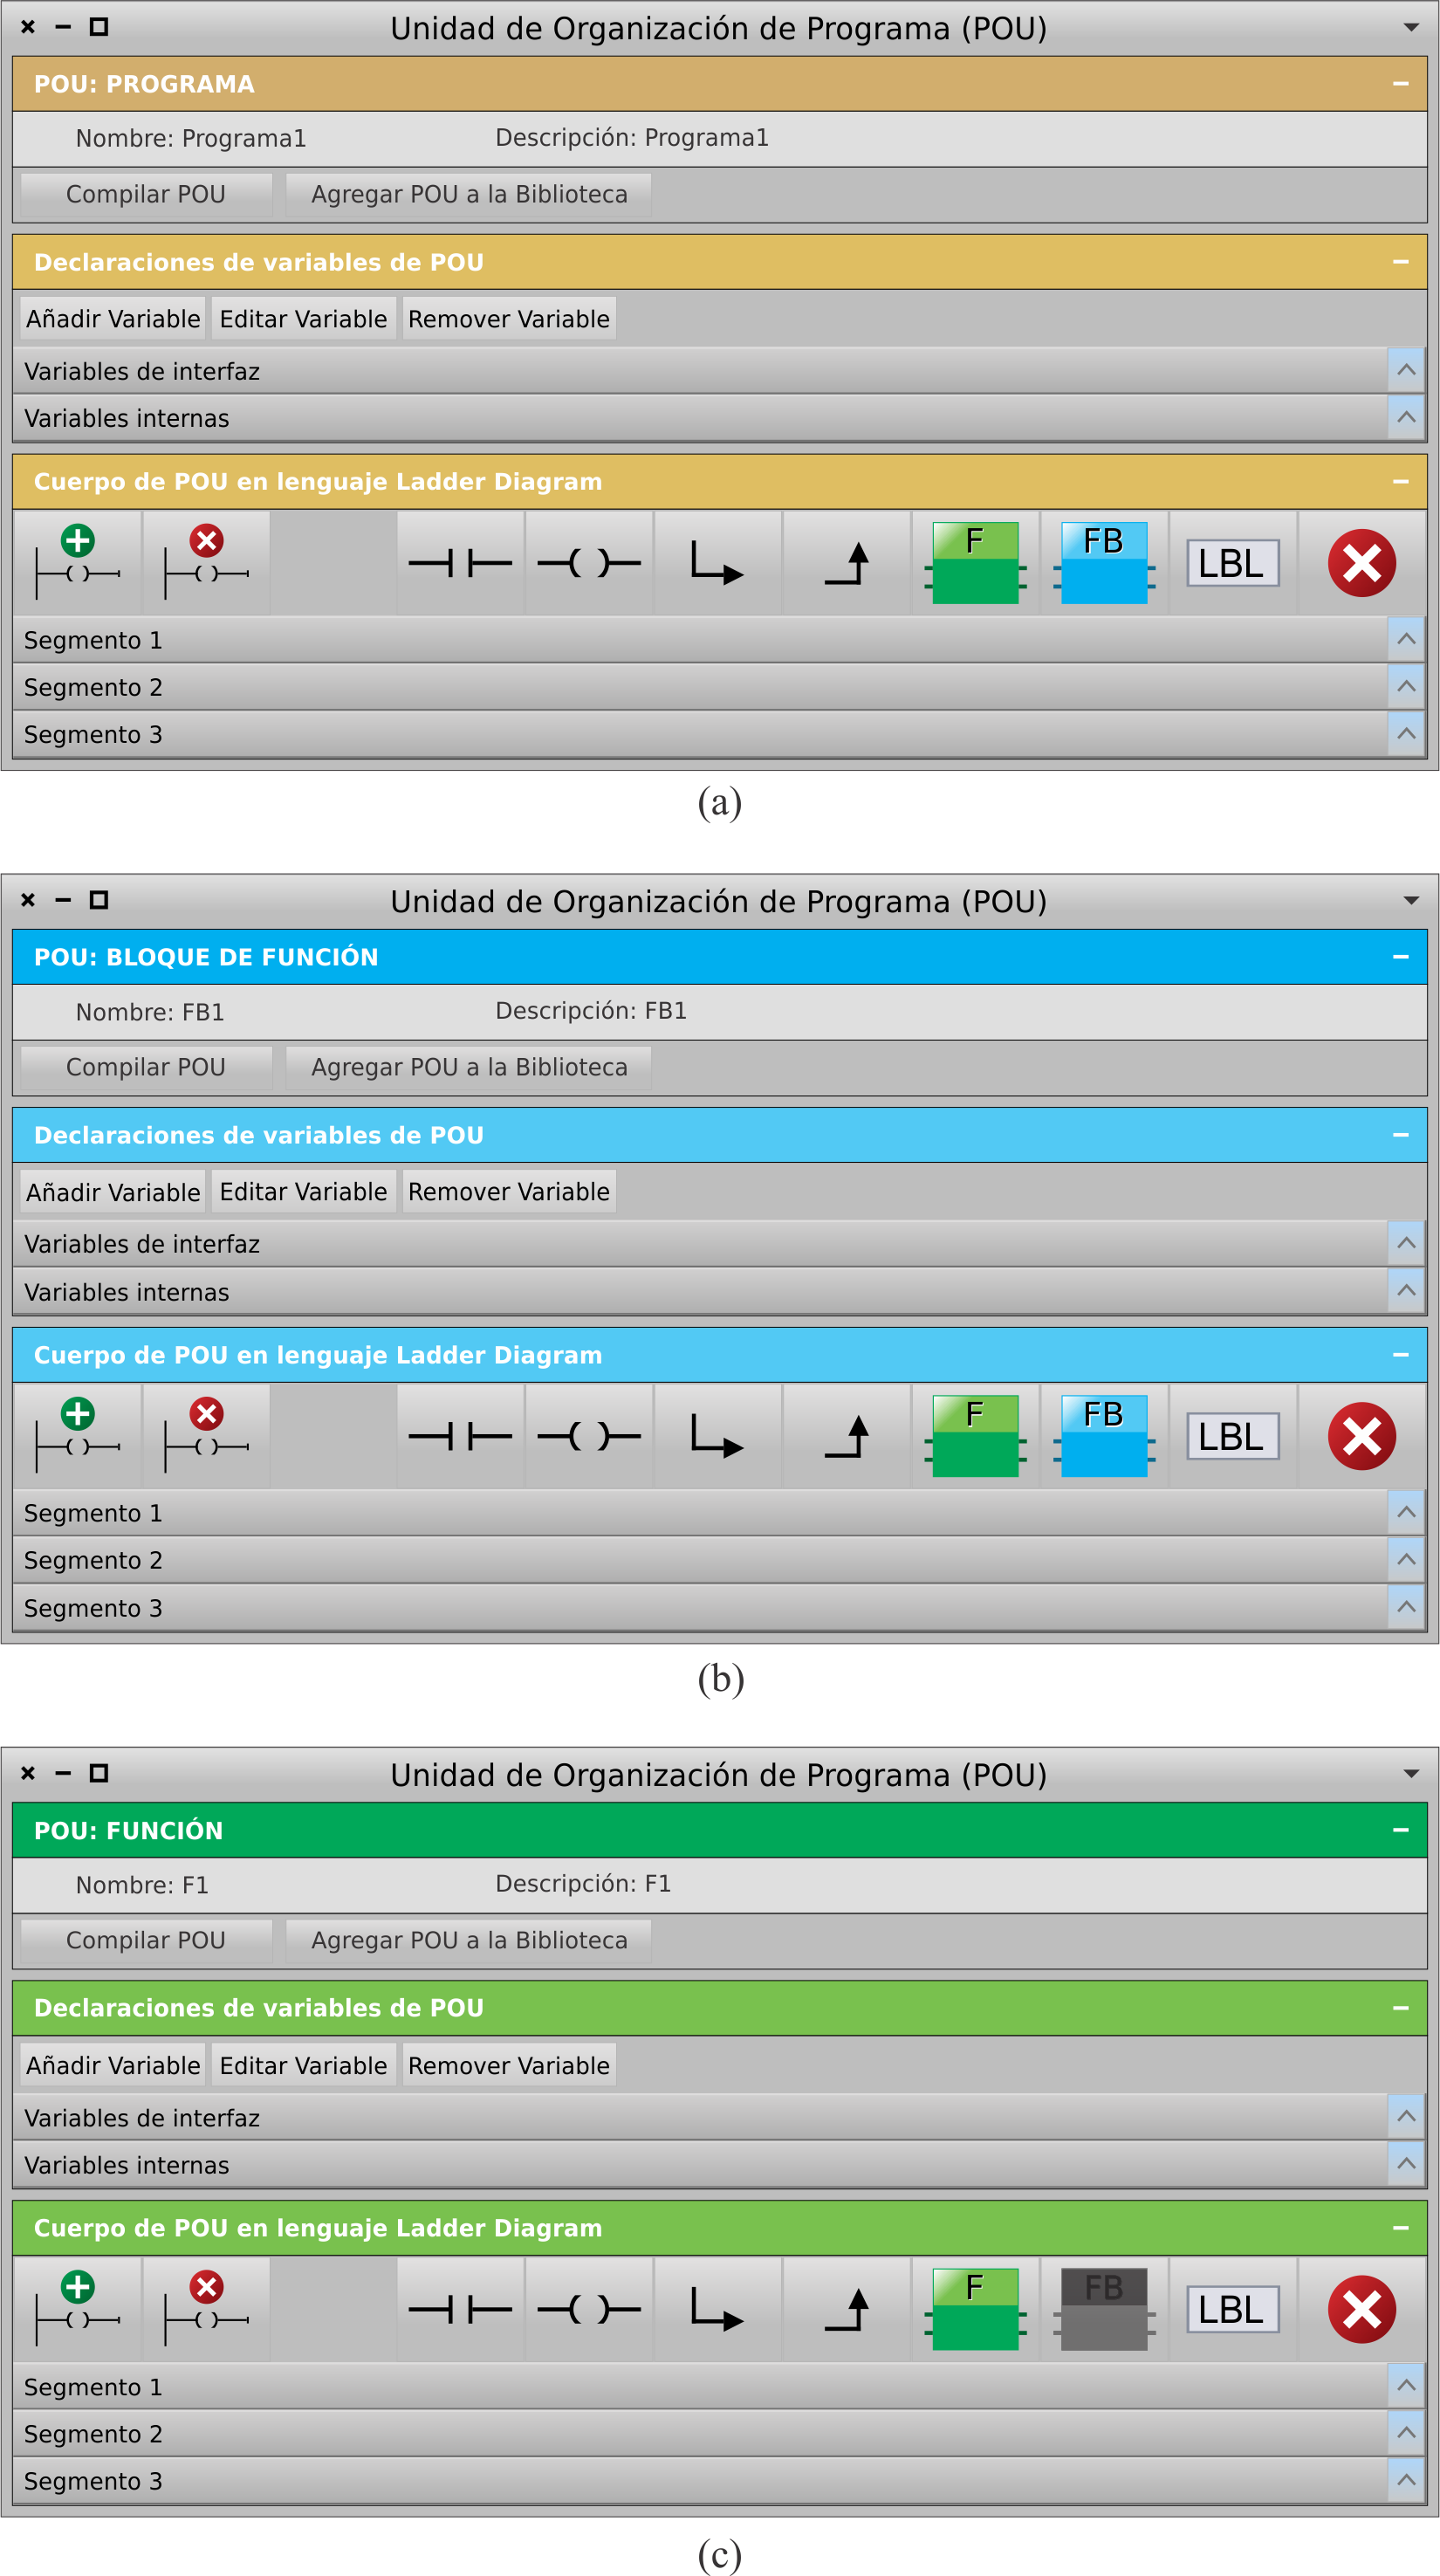 Unidad de Organización de Programa (POU)
POU: PROGRAMA
Nombre: Programa1 Descripción: Programa1
Compilar POU Agregar POU a la Biblioteca
Declaraciones de variables de POU
Añadir Variable Editar Variable Remover Variable
Variables de interfaz
Variables internas
Cuerpo de POU en lenguaje Ladder Diagram
F FB LBL
Segmento 1
Segmento 2
Segmento 3
(a)
Unidad de Organización de Programa (POU)
POU: BLOQUE DE FUNCIÓN
Nombre: FB1 Descripción: FB1
Compilar POU Agregar POU a la Biblioteca
Declaraciones de variables de POU
Añadir Variable Editar Variable Remover Variable
Variables de interfaz
Variables internas
Cuerpo de POU en lenguaje Ladder Diagram
F FB LBL
Segmento 1
Segmento 2
Segmento 3
(b)
Unidad de Organización de Programa (POU)
POU: FUNCIÓN
Nombre: F1 Descripción: F1
Compilar POU Agregar POU a la Biblioteca
Declaraciones de variables de POU
Añadir Variable Editar Variable Remover Variable
Variables de interfaz
Variables internas
Cuerpo de POU en lenguaje Ladder Diagram
F FB LBL
Segmento 1
Segmento 2
Segmento 3
(c)